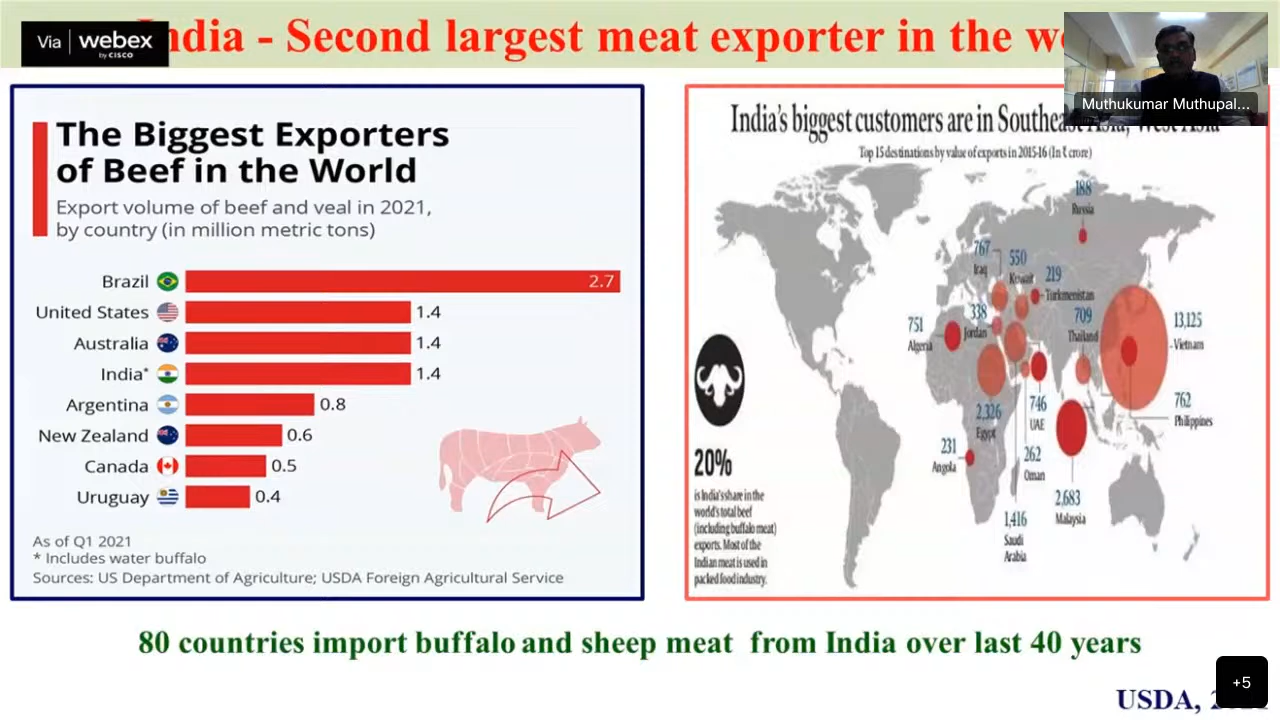 India - Second largest meat exporter in the
Via webex
by CISCO
Muthukumar Muthupal...
The Biggest Exporters
of Beef in the World
Export volume of beef and veal in 2021,
by country (in million metric tons)
Brazil 2.7
United States 1.4
Australia 1.4
India* 1.4
Argentina 0.8
New Zealand 0.6
Canada 0.5
Uruguay 0.4
As of Q1 2021
* Includes water buffalo
Sources: US Department of Agriculture; USDA Foreign Agricultural Service
India's biggest customers are in Southeast Asia, West Asia
Top 15 destinations by value of exports in 2015-16 (In ₹ crore)
188
Russia
767
Iraq
550
Kuwait
219
Turkmenistan
338
Jordan
709
Thailand
751
Algeria
13,125
Vietnam
2,326
Egypt
746
UAE
762
Philippines
231
Angola
262
Oman
2,683
Malaysia
1,416
Saudi
Arabia
20%
is India's share in the
world's total beef
(including buffalo meat)
exports. Most of the
Indian meat is used in
packed food industry.
80 countries import buffalo and sheep meat from India over last 40 years
USDA,
+5